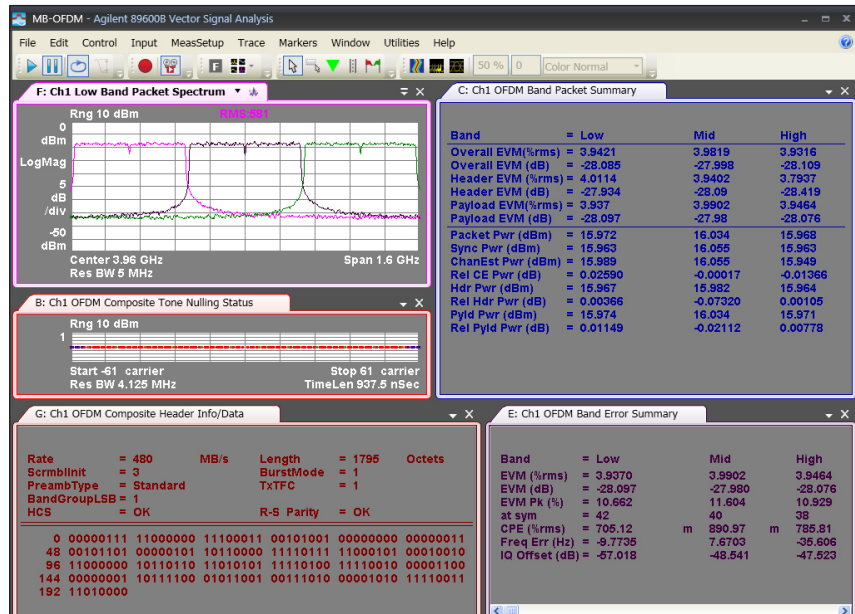 MB-OFDM - Agilent 89600B Vector Signal Analysis
File Edit Control Input MeasSetup Trace Markers Window Utilities Help
50 % 0 Color Normal
F: Ch1 Low Band Packet Spectrum
Rng 10 dBm RMS:581
0
dBm
LogMag
5
dB
/div
-50
dBm
Center 3.96 GHz Span 1.6 GHz
Res BW 5 MHz
B: Ch1 OFDM Composite Tone Nulling Status
Rng 10 dBm
1
Start -61 carrier Stop 61 carrier
Res BW 4.125 MHz TimeLen 937.5 nSec
C: Ch1 OFDM Band Packet Summary
Band = Low Mid High
Overall EVM(%rms) = 3.9421 3.9819 3.9316
Overall EVM (dB) = -28.085 -27.998 -28.109
Header EVM (%rms) = 4.0114 3.9402 3.7937
Header EVM (dB) = -27.934 -28.09 -28.419
Payload EVM(%rms) = 3.937 3.9902 3.9464
Payload EVM (dB) = -28.097 -27.98 -28.076
Packet Pwr (dBm) = 15.972 16.034 15.968
Sync Pwr (dBm) = 15.963 16.055 15.963
ChanEst Pwr (dBm) = 15.989 16.055 15.949
Rel CE Pwr (dB) = 0.02590 -0.00017 -0.01366
Hdr Pwr (dBm) = 15.967 15.982 15.964
Rel Hdr Pwr (dB) = 0.00366 -0.07320 0.00105
Pyld Pwr (dBm) = 15.974 16.034 15.971
Rel Pyld Pwr (dB) = 0.01149 -0.02112 0.00778
G: Ch1 OFDM Composite Header Info/Data
Rate = 480 MB/s Length = 1795 Octets
ScrmblInit = 3 BurstMode = 1
PreambType = Standard TxTFC = 1
BandGroupLSB = 1
HCS = OK R-S Parity = OK
0 00000111 11000000 11100011 00101001 00000000 00000011
48 00101101 00000101 10110000 11110111 11000101 00010010
96 11000000 10110110 11010101 11110100 11110010 00001100
144 00000001 10111100 01011001 00111010 00001010 11110011
192 11010000
E: Ch1 OFDM Band Error Summary
Band = Low Mid High
EVM (%rms) = 3.9370 3.9902 3.9464
EVM (dB) = -28.097 -27.980 -28.076
EVM Pk (%) = 10.662 11.604 10.929
at sym = 42 40 38
CPE (%rms) = 705.12 m 890.97 m 785.81
Freq Err (Hz) = -9.7735 7.6703 -35.606
IQ Offset (dB) = -57.018 -48.541 -47.523